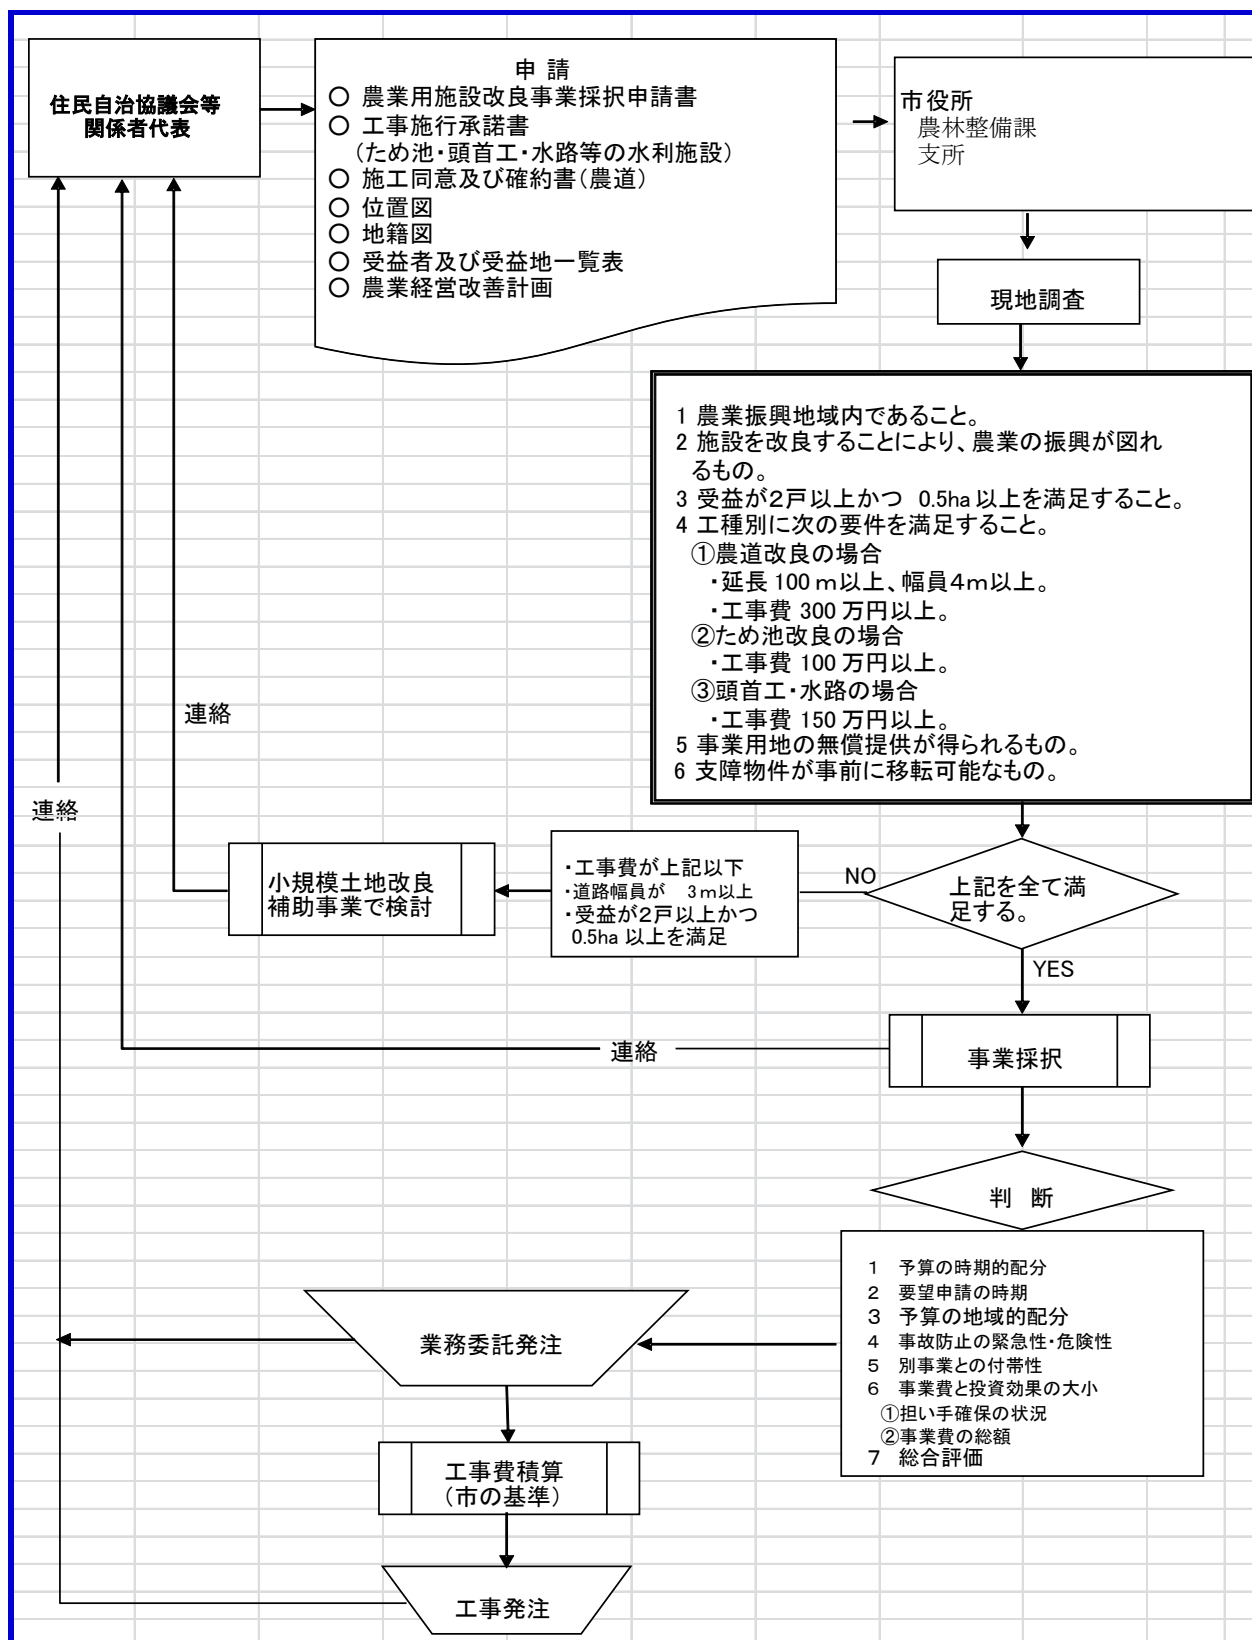 住民自治協議会等
関係者代表
申 請
○ 農業用施設改良事業採択申請書
○ 工事施行承諾書
(ため池・頭首工・水路等の水利施設)
○ 施工同意及び確約書(農道)
○ 位置図
○ 地籍図
○ 受益者及び受益地一覧表
○ 農業経営改善計画
市役所
農林整備課
支所
現地調査
1 農業振興地域内であること。
2 施設を改良することにより、農業の振興が図れ
るもの。
3 受益が2戸以上かつ 0.5ha 以上を満足すること。
4 工種別に次の要件を満足すること。
①農道改良の場合
・延長 100 m以上、幅員4m以上。
・工事費 300 万円以上。
②ため池改良の場合
・工事費 100 万円以上。
③頭首工・水路の場合
・工事費 150 万円以上。
5 事業用地の無償提供が得られるもの。
6 支障物件が事前に移転可能なもの。
連絡
連絡
小規模土地改良
補助事業で検討
・工事費が上記以下
・道路幅員が 3m以上
・受益が2戸以上かつ
0.5ha 以上を満足
NO
上記を全て満
足する。
YES
連絡
事業採択
判 断
1 予算の時期的配分
2 要望申請の時期
3 予算の地域的配分
4 事故防止の緊急性・危険性
5 別事業との付帯性
6 事業費と投資効果の大小
①担い手確保の状況
②事業費の総額
7 総合評価
業務委託発注
工事費積算
(市の基準)
工事発注